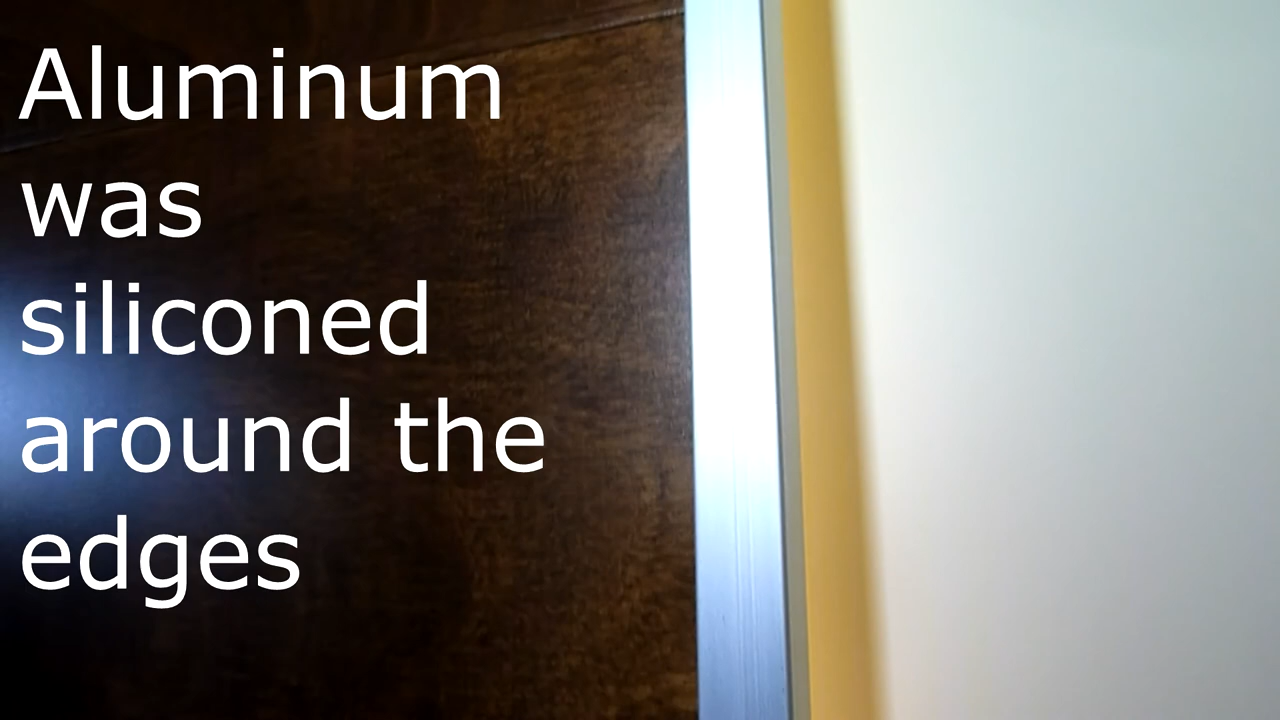 Aluminum
was
siliconed
around the
edges